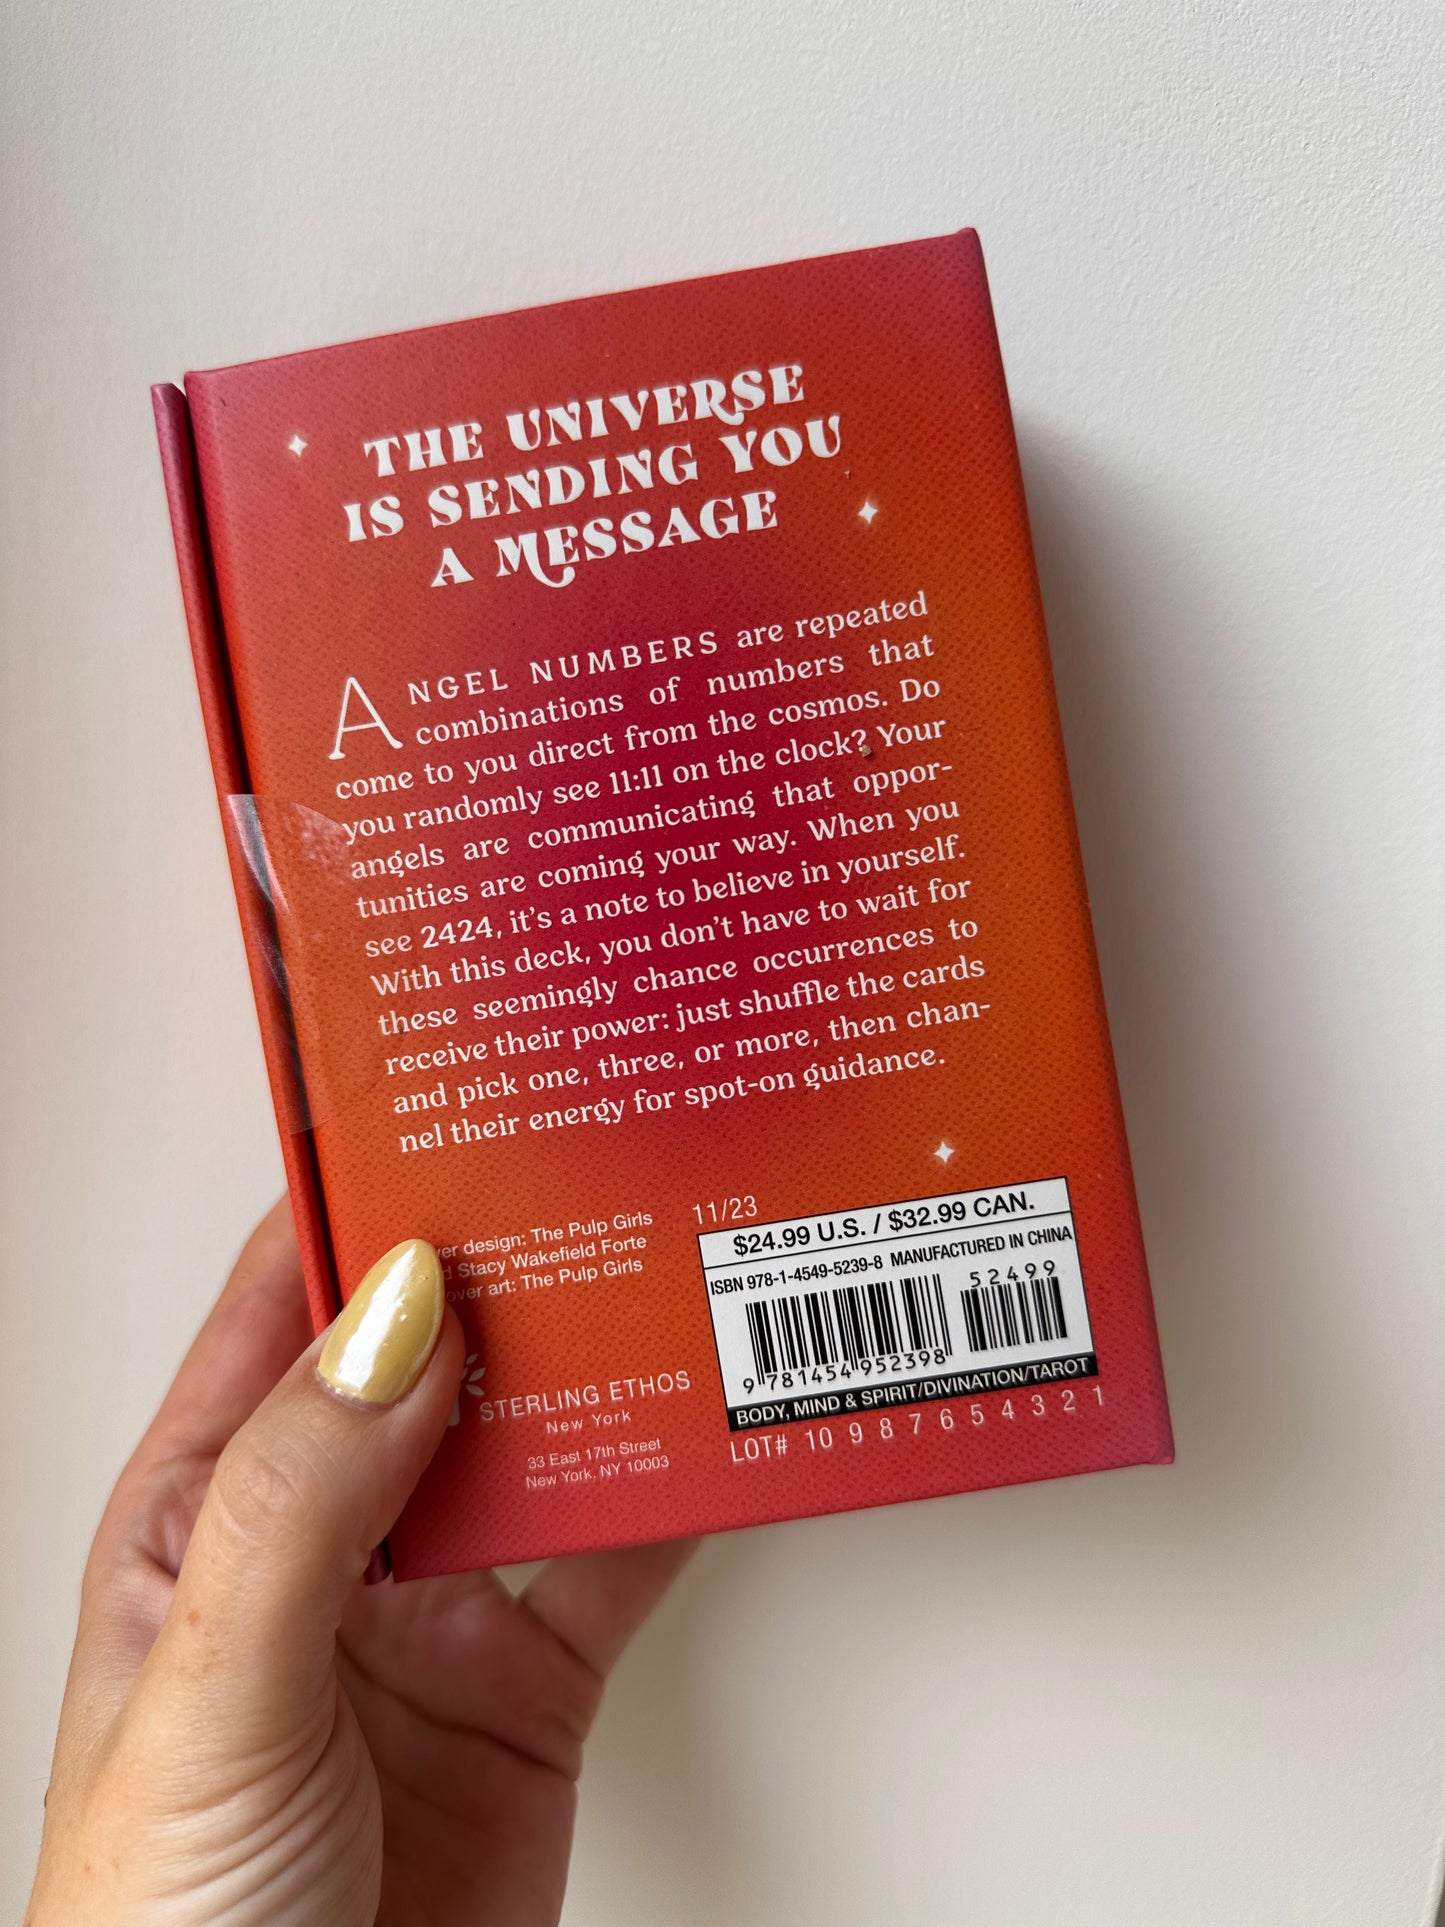 THE UNIVERSE
IS SENDING YOU
A MESSAGE
ANGEL NUMBERS are repeated
combinations of numbers that
come to you direct from the cosmos. Do
you randomly see 11:11 on the clock? Your
angels are communicating that oppor-
tunities are coming your way. When you
see 2424, it's a note to believe in yourself.
With this deck, you don't have to wait for
these seemingly chance occurrences to
receive their power: just shuffle the cards
and pick one, three, or more, then chan-
nel their energy for spot-on guidance.
design: The Pulp Girls
Stacy Wakefield Forte
art: The Pulp Girls
STERLING ETHOS
New York
33 East 17th Street
New York, NY 10003
11/23
$24.99 U.S. / $32.99 CAN.
ISBN 978-1-4549-5239-8 MANUFACTURED IN CHINA
52499
9 781454 952398
BODY, MIND & SPIRIT/DIVINATION/TAROT
LOT# 10 9 8 7 6 5 4 3 2 1